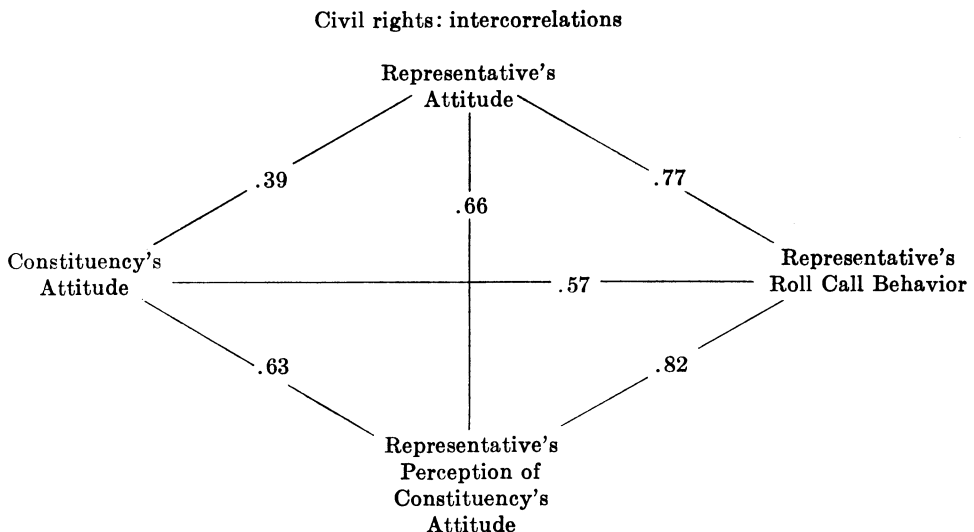 Civil rights: intercorrelations
Representative's
Attitude
.39
.77
.66
Constituency's
Attitude
Representative's
Roll Call Behavior
.57
.63
.82
Representative's
Perception of
Constituency's
Attitude